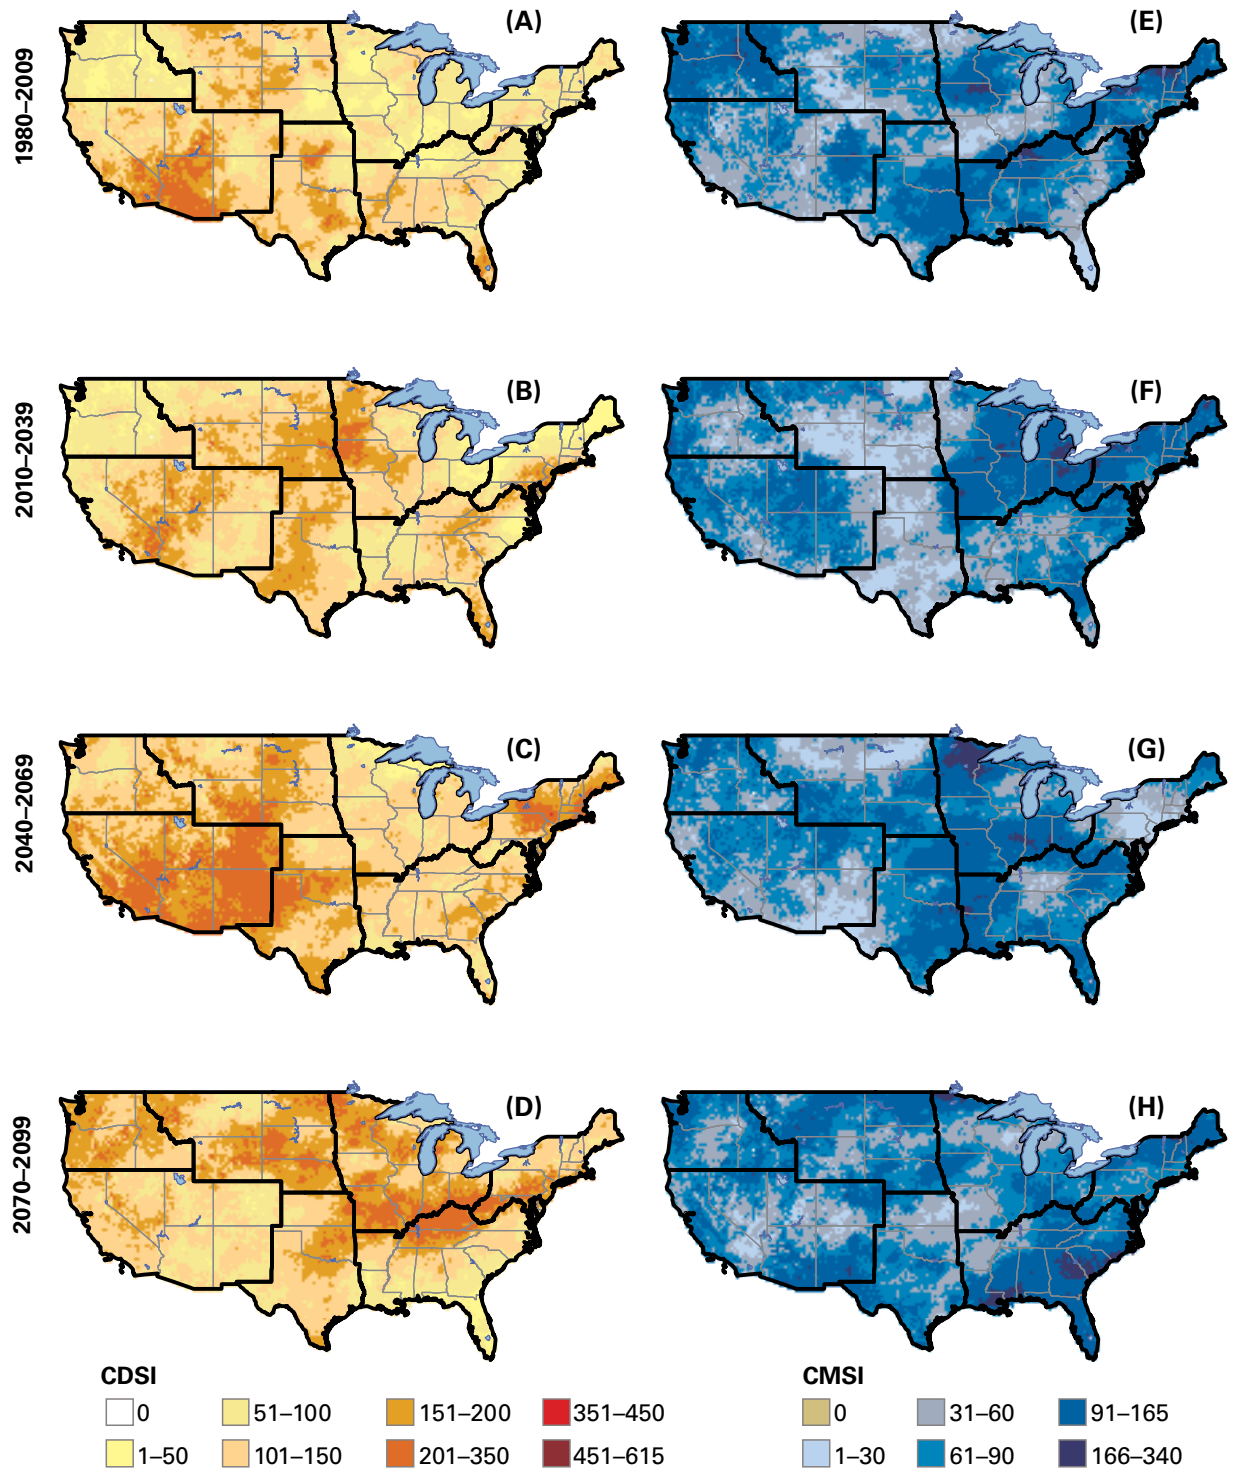 1980–2009
(A)
(E)
2010–2039
(B)
(F)
2040–2069
(C)
(G)
2070–2099
(D)
(H)
CDSI
0
51–100
151–200
351–450
1–50
101–150
201–350
451–615
CMSI
0
31–60
91–165
1–30
61–90
166–340